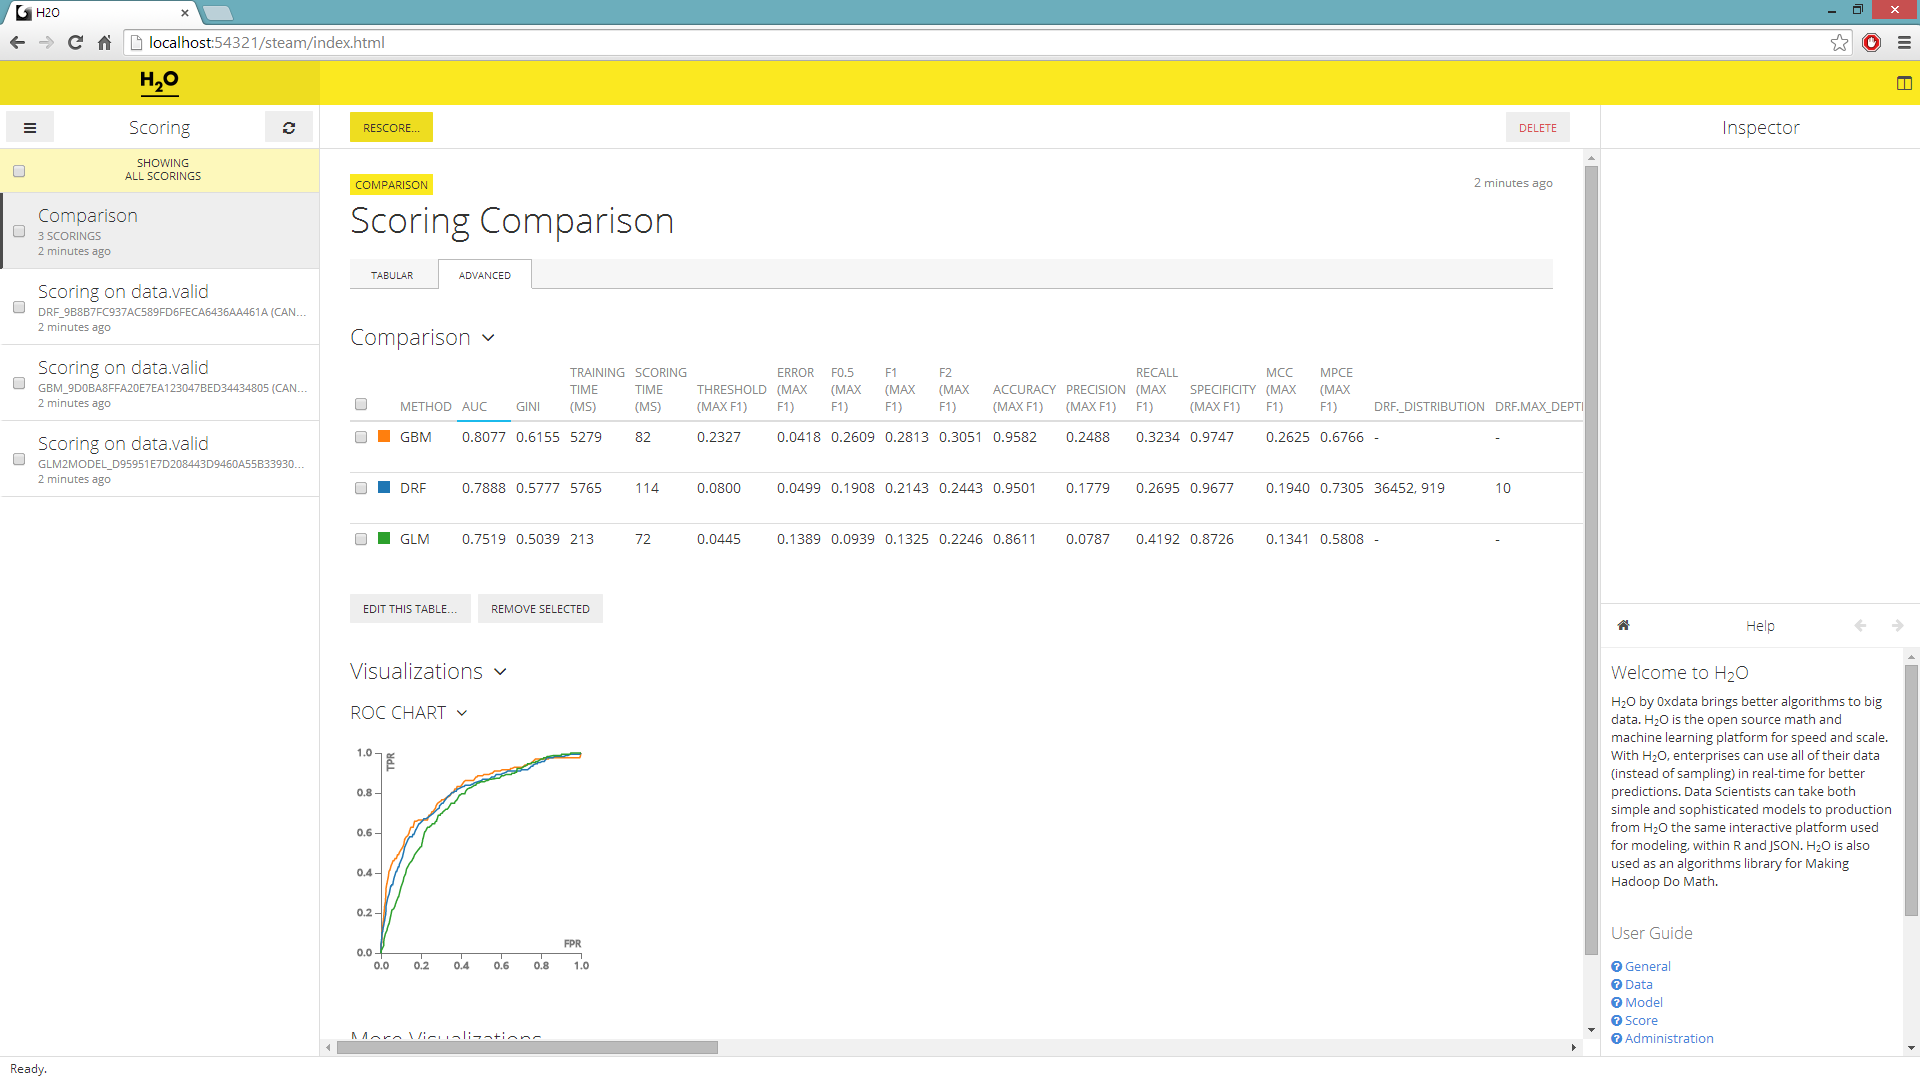 H2O
localhost:54321/steam/index.html
H2O
Scoring
RESCORE...
DELETE
Inspector
SHOWING
ALL SCORINGS
Comparison
3 SCORINGS
2 minutes ago
Scoring on data.valid
DRF_9B8B7FC937AC589FD6FECA6436AA461A (CAN...
2 minutes ago
Scoring on data.valid
GBM_9D0BA8FFA20E7EA123047BED34434805 (CAN...
2 minutes ago
Scoring on data.valid
GLM2MODEL_D95951E7D208443D9460A55B33930...
2 minutes ago
COMPARISON
2 minutes ago
Scoring Comparison
TABULAR ADVANCED
Comparison
METHOD AUC GINI TRAINING TIME (MS) SCORING TIME (MS) THRESHOLD (MAX F1) ERROR (MAX F1) F0.5 (MAX F1) F1 (MAX F1) F2 (MAX F1) ACCURACY (MAX F1) PRECISION (MAX F1) RECALL (MAX F1) SPECIFICITY (MAX F1) MCC (MAX F1) MPCE (MAX F1) DRF._DISTRIBUTION DRF.MAX_DEPT
GBM 0.8077 0.6155 5279 82 0.2327 0.0418 0.2609 0.2813 0.3051 0.9582 0.2488 0.3234 0.9747 0.2625 0.6766 - -
DRF 0.7888 0.5777 5765 114 0.0800 0.0499 0.1908 0.2143 0.2443 0.9501 0.1779 0.2695 0.9677 0.1940 0.7305 36452, 919 10
GLM 0.7519 0.5039 213 72 0.0445 0.1389 0.0939 0.1325 0.2246 0.8611 0.0787 0.4192 0.8726 0.1341 0.5808 - -
EDIT THIS TABLE... REMOVE SELECTED
Visualizations
ROC CHART
1.0
TPR
0.8
0.6
0.4
0.2
0.0
FPR
0.0 0.2 0.4 0.6 0.8 1.0
More Visualizations
Help
Welcome to H2O
H2O by 0xdata brings better algorithms to big
data. H2O is the open source math and
machine learning platform for speed and scale.
With H2O, enterprises can use all of their data
(instead of sampling) in real-time for better
predictions. Data Scientists can take both
simple and sophisticated models to production
from H2O the same interactive platform used
for modeling, within R and JSON. H2O is also
used as an algorithms library for Making
Hadoop Do Math.
User Guide
General
Data
Model
Score
Administration
Ready.